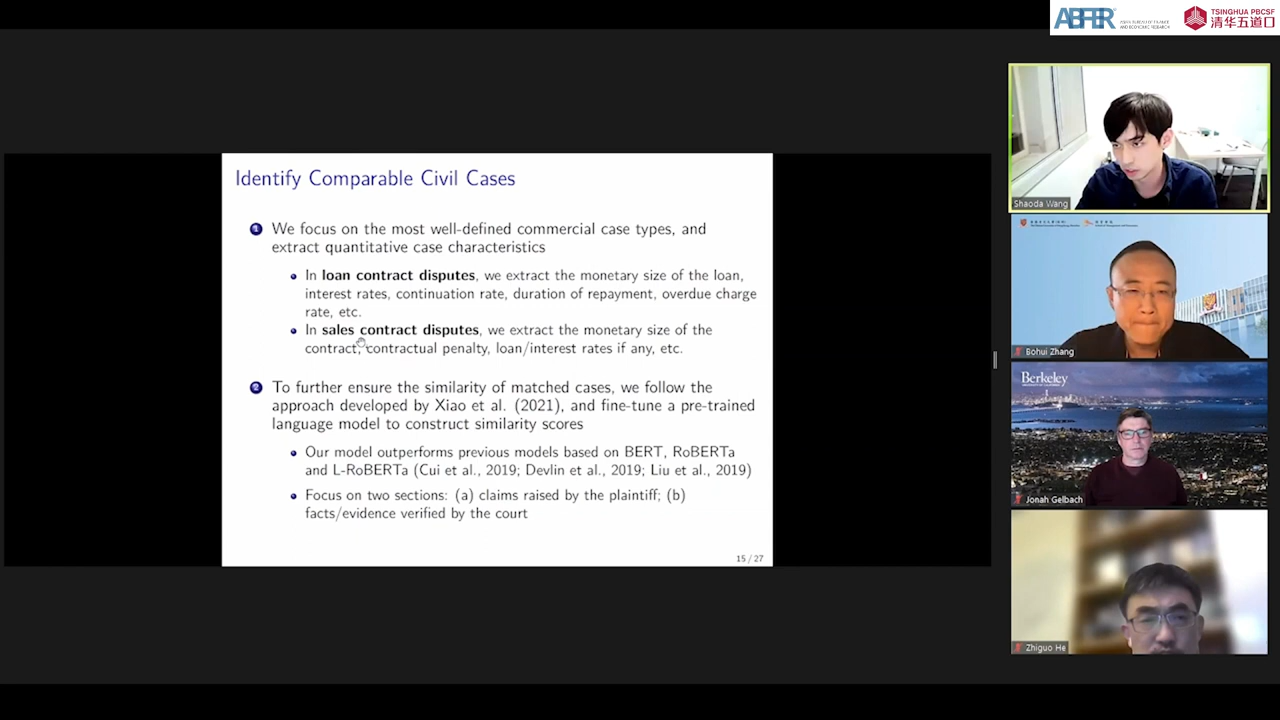 ABFER
ASIAN BUREAU OF FINANCE
AND ECONOMIC RESEARCH
TSINGHUA PBCSF
清华五道口
Identify Comparable Civil Cases
1 We focus on the most well-defined commercial case types, and
extract quantitative case characteristics
In loan contract disputes, we extract the monetary size of the loan,
interest rates, continuation rate, duration of repayment, overdue charge
rate, etc.
In sales contract disputes, we extract the monetary size of the
contract, contractual penalty, loan/interest rates if any, etc.
2 To further ensure the similarity of matched cases, we follow the
approach developed by Xiao et al. (2021), and fine-tune a pre-trained
language model to construct similarity scores
Our model outperforms previous models based on BERT, RoBERTa
and L-RoBERTa (Cui et al., 2019; Devlin et al., 2019; Liu et al., 2019)
Focus on two sections: (a) claims raised by the plaintiff; (b)
facts/evidence verified by the court
15 / 27
Shaoda Wang
Bohui Zhang
Berkeley
Jonah Gelbach
Zhiguo He